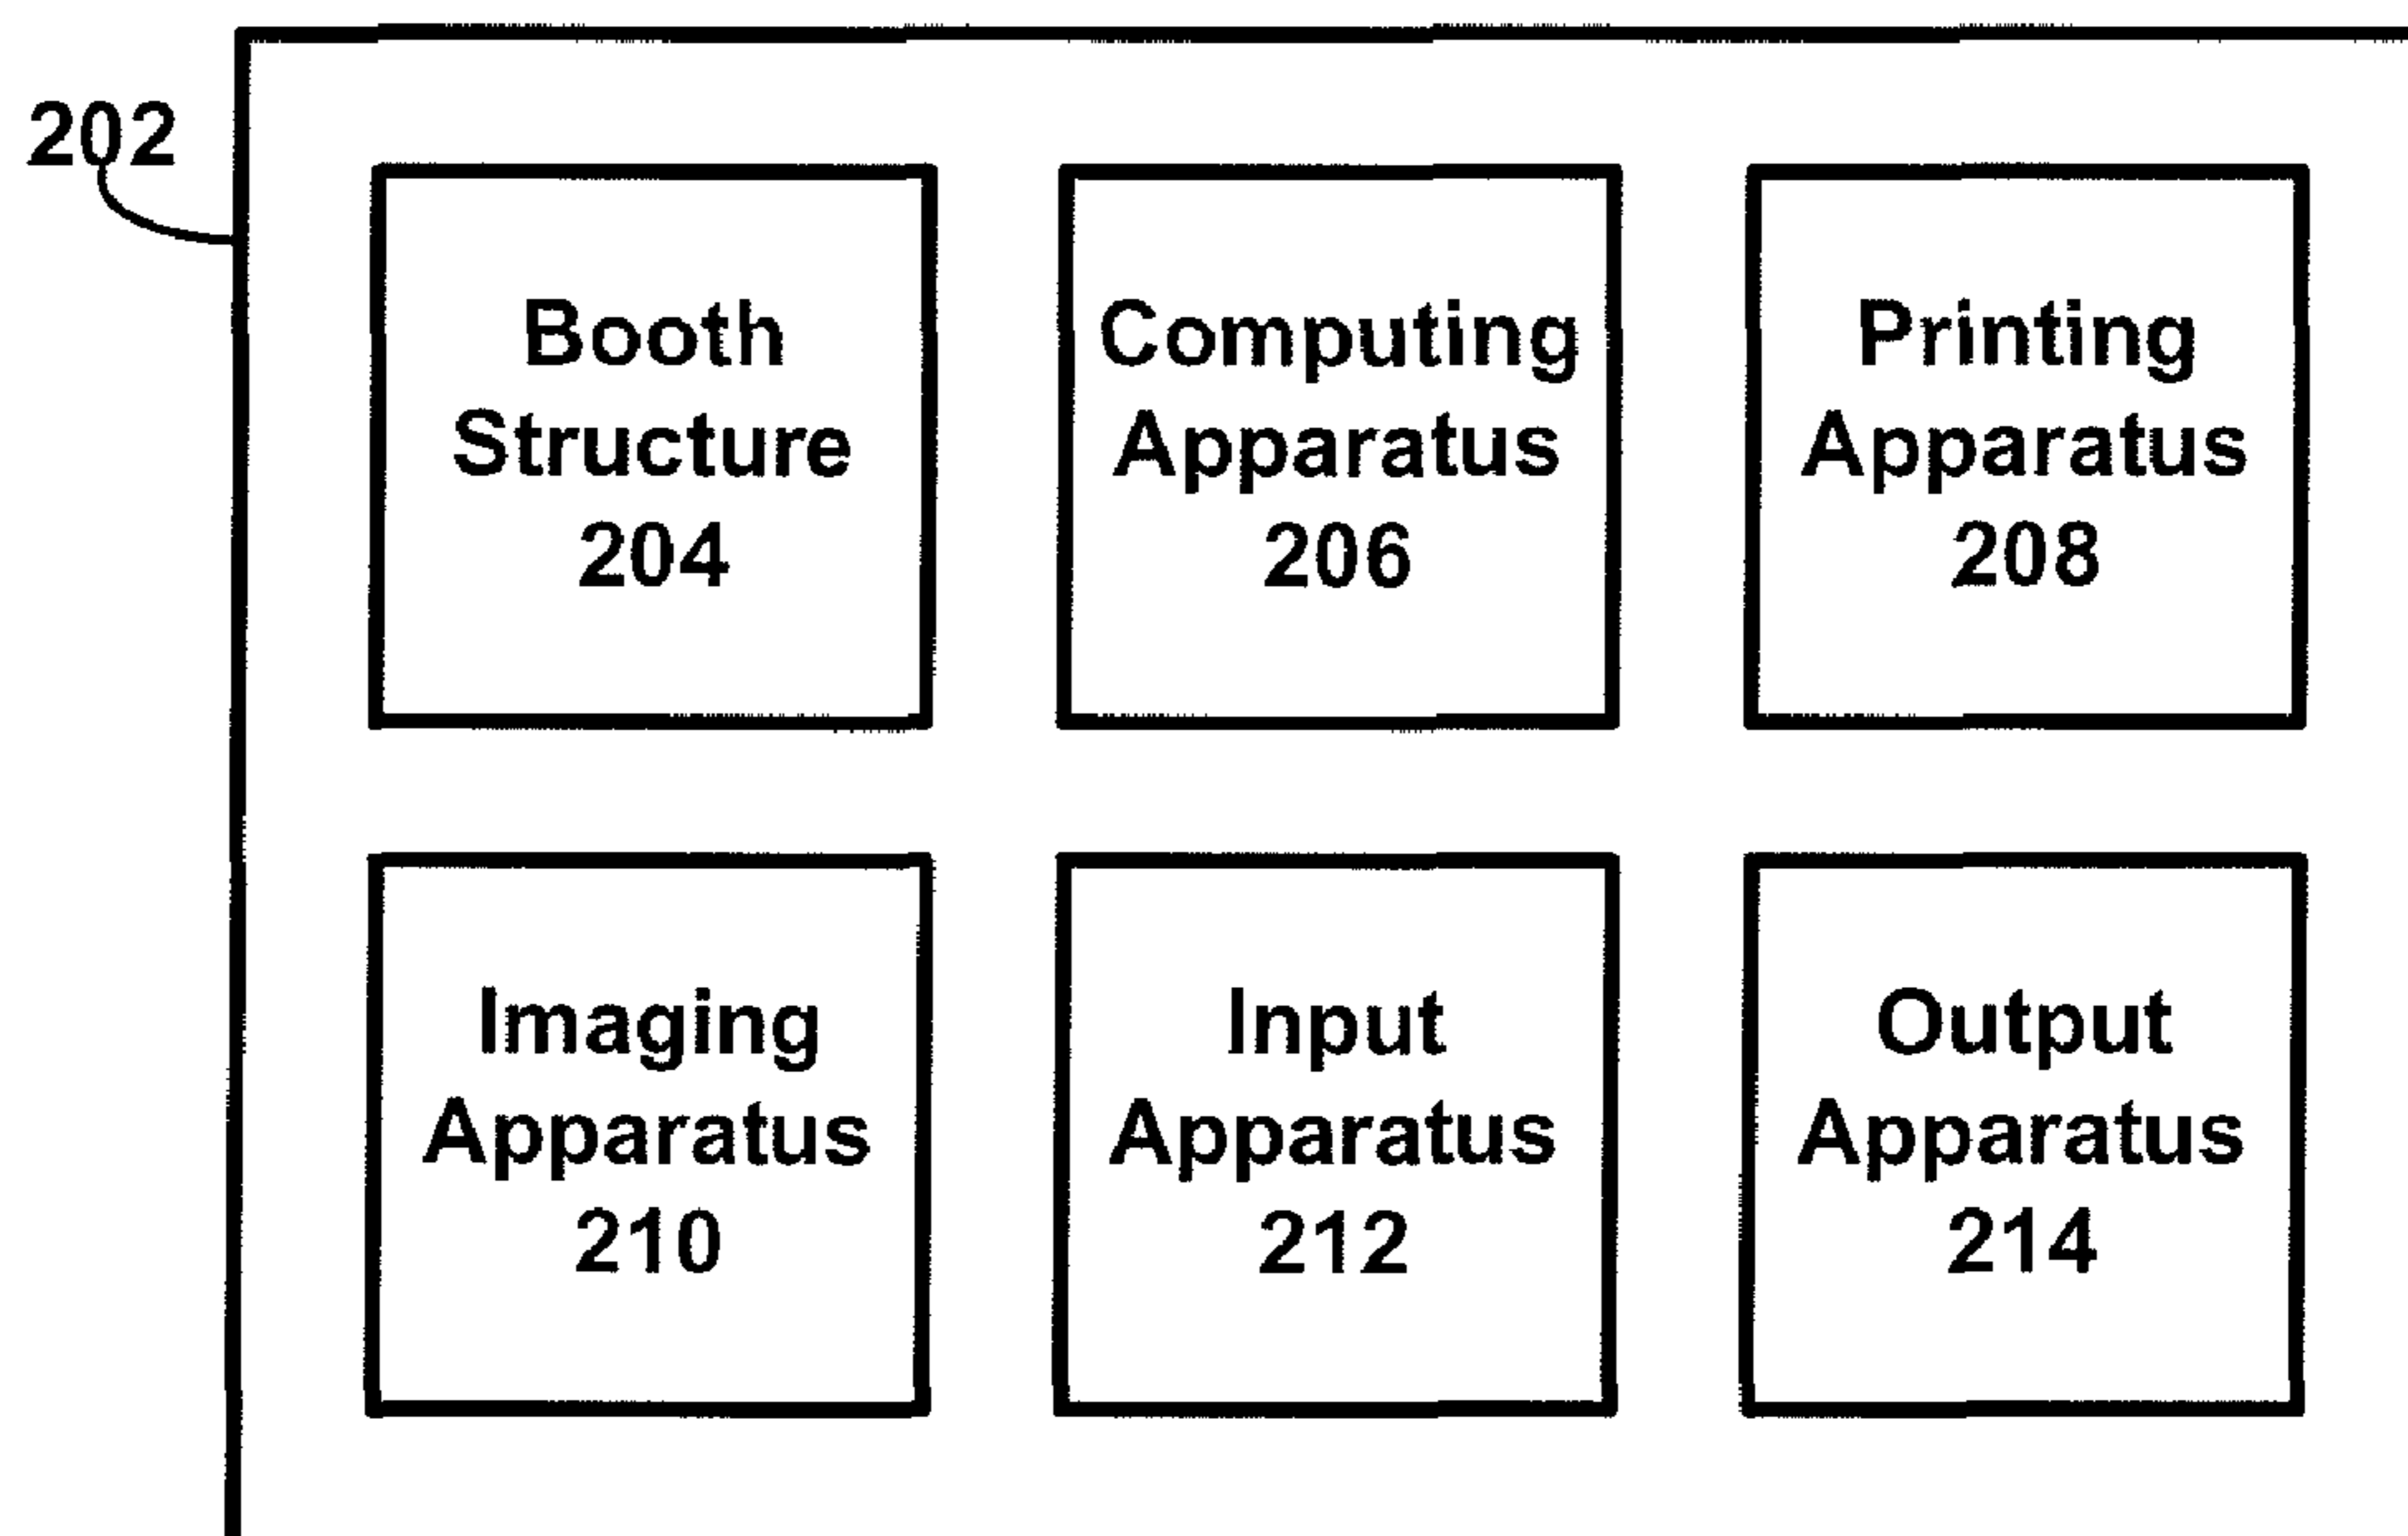 202
Booth
Structure
204
Computing
Apparatus
206
Printing
Apparatus
208
Imaging
Apparatus
210
Input
Apparatus
212
Output
Apparatus
214